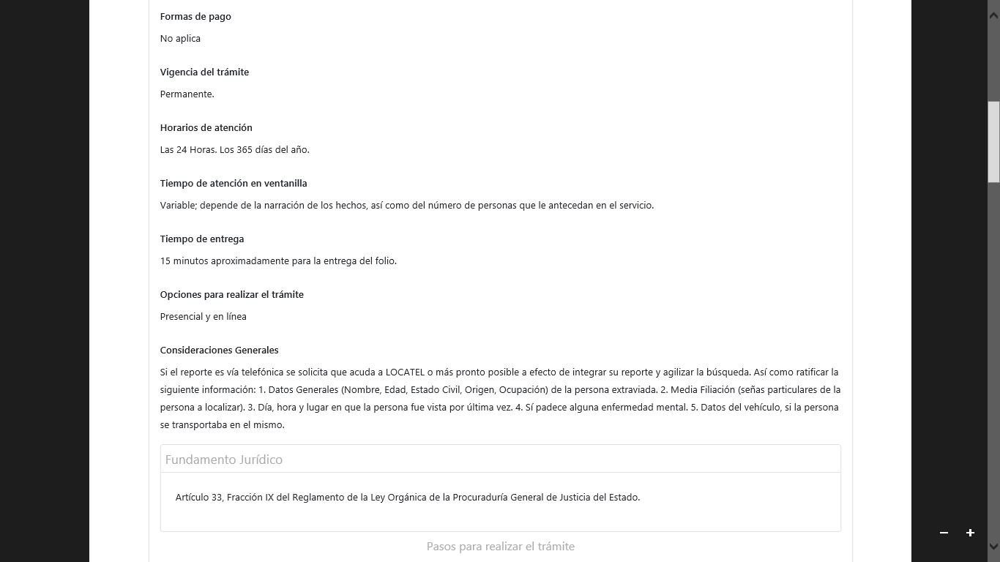 Formas de pago
No aplica
Vigencia del trámite
Permanente.
Horarios de atención
Las 24 Horas. Los 365 días del año.
Tiempo de atención en ventanilla
Variable; depende de la narración de los hechos, así como del número de personas que le antecedan en el servicio.
Tiempo de entrega
15 minutos aproximadamente para la entrega del folio.
Opciones para realizar el trámite
Presencial y en línea
Consideraciones Generales
Si el reporte es vía telefónica se solicita que acuda a LOCATEL o más pronto posible a efecto de integrar su reporte y agilizar la búsqueda. Así como ratificar la
siguiente información: 1. Datos Generales (Nombre, Edad, Estado Civil, Origen, Ocupación) de la persona extraviada. 2. Media Filiación (señas particulares de la
persona a localizar). 3. Día, hora y lugar en que la persona fue vista por última vez. 4. Sí padece alguna enfermedad mental. 5. Datos del vehículo, si la persona
se transportaba en el mismo.
Fundamento Jurídico
Artículo 33, Fracción IX del Reglamento de la Ley Orgánica de la Procuraduría General de Justicia del Estado.
Pasos para realizar el trámite